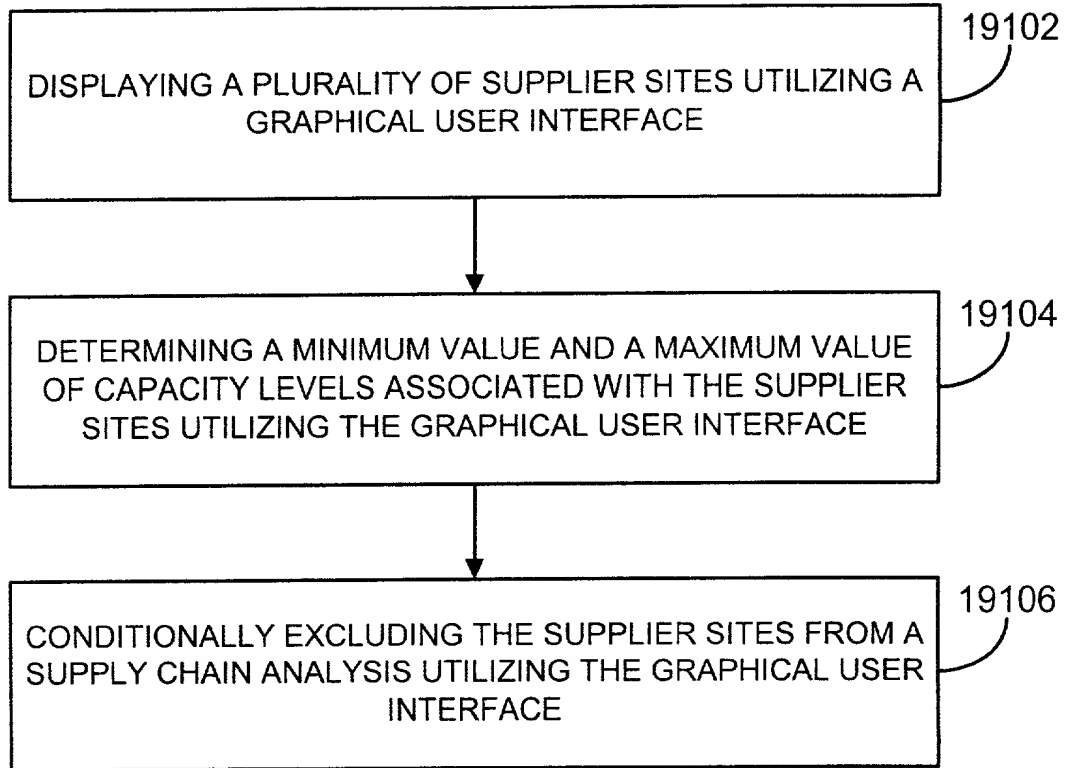 19102
DISPLAYING A PLURALITY OF SUPPLIER SITES UTILIZING A
GRAPHICAL USER INTERFACE
19104
DETERMINING A MINIMUM VALUE AND A MAXIMUM VALUE
OF CAPACITY LEVELS ASSOCIATED WITH THE SUPPLIER
SITES UTILIZING THE GRAPHICAL USER INTERFACE
19106
CONDITIONALLY EXCLUDING THE SUPPLIER SITES FROM A
SUPPLY CHAIN ANALYSIS UTILIZING THE GRAPHICAL USER
INTERFACE